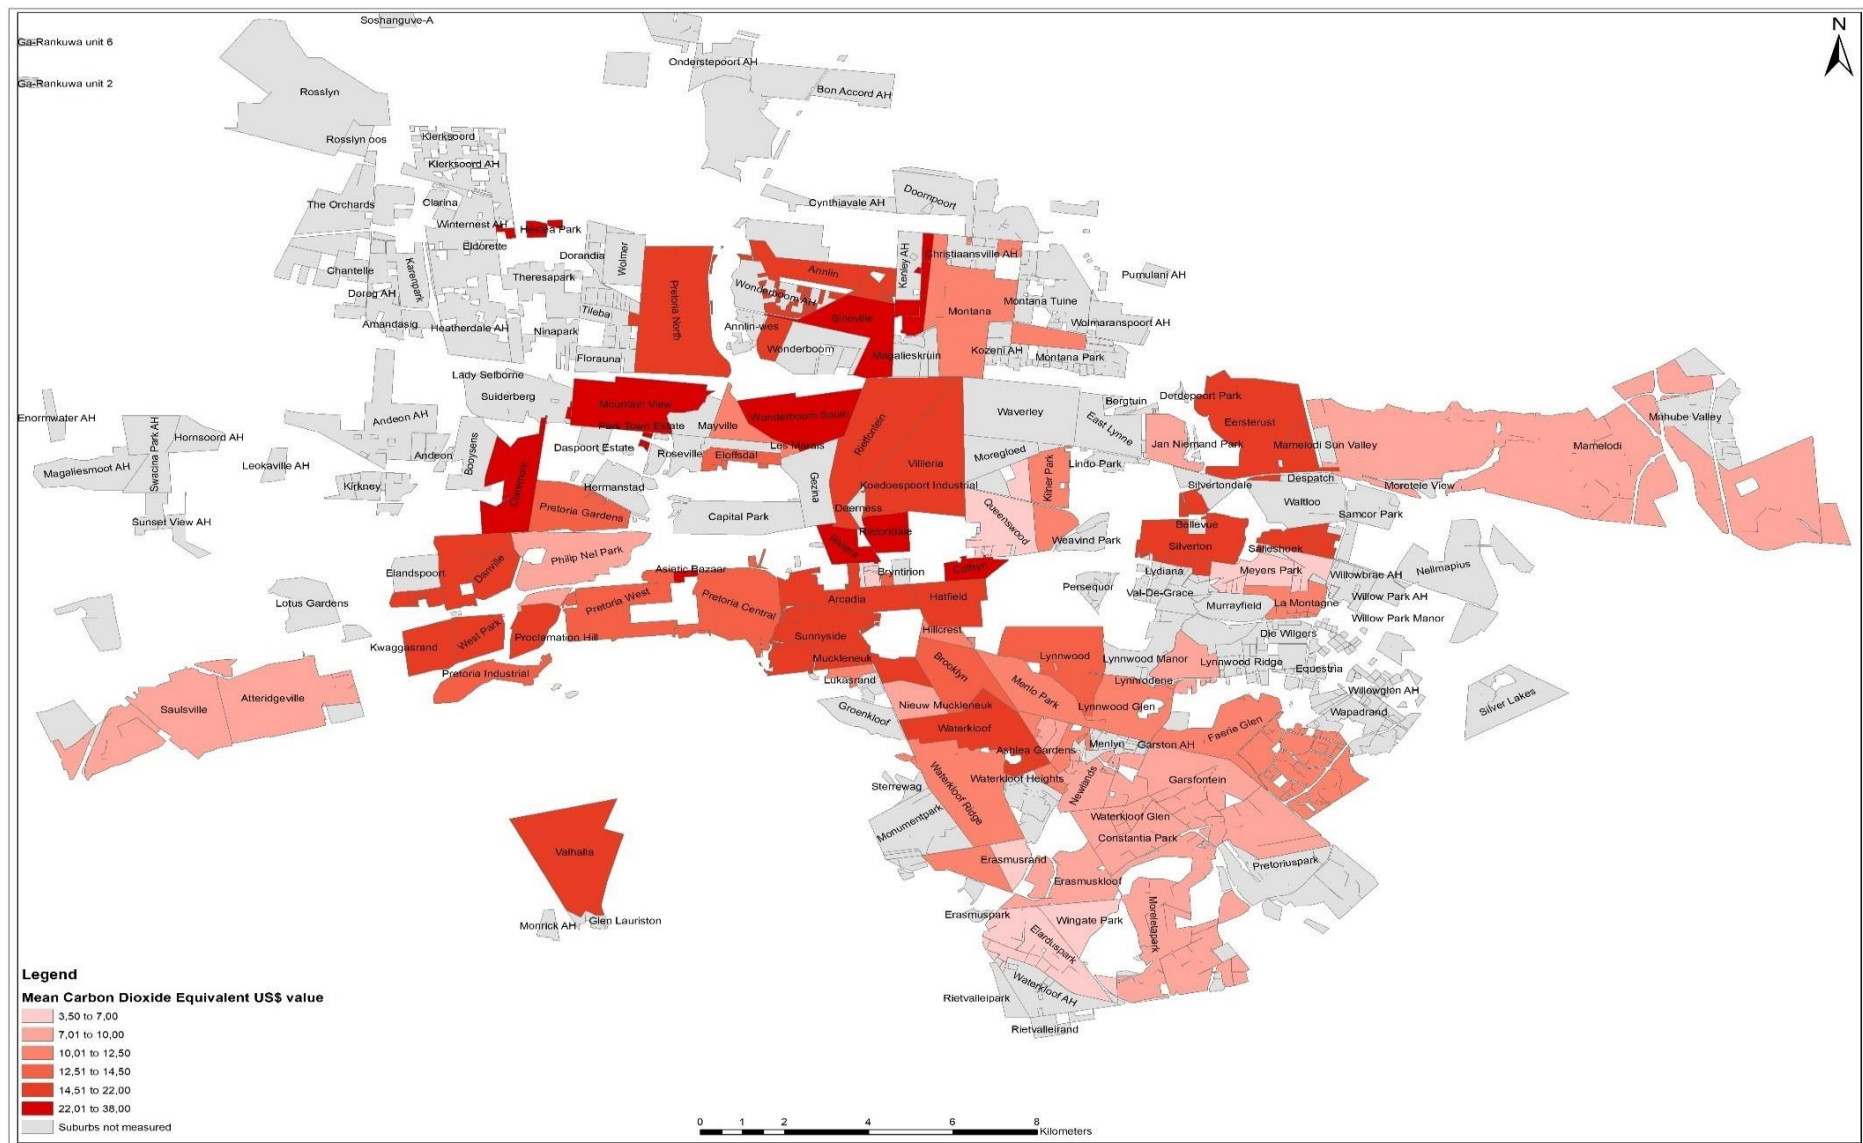 N
Soshanguve-A
Ga-Rankuwa unit 6
Onderstepoort AH
Ga-Rankuwa unit 2
Rosslyn
Bon Accord AH
Rosslyn oos
Klerksoord
Klerksoord AH
Doornpoort
The Orchards
Clarina
Cynthiavale AH
Winternest AH
Hestea Park
Eldorette
Dorandia
Wolmer
Kenley AH
Christiaansville AH
Chantelle
Karenpark
Theresapark
Annlin
Pumulani AH
Doreg AH
Wonderboom AH
Pretoria North
Montana Tuine
Tileba
Sinoville
Montana
Amandasig
Heatherdale AH
Ninapark
Annlin-wes
Wolmaranspoort AH
Florauna
Wonderboom
Magalieskruin
Kozeni AH
Montana Park
Lady Selborne
Suiderberg
Mountain View
Derdepoort Park
Bergtuin
Enormwater AH
Andeon AH
Wonderboom South
Waverley
East Lynne
Eersterust
Mahube Valley
Swacina Park AH
Hornsoord AH
Park Town Estate
Mayville
Rietfontein
Jan Niemand Park
Mamelodi Sun Valley
Mamelodi
Booysens
Andeon
Daspoort Estate
Roseville
Les Marais
Eloffsdal
Moregloed
Magaliesmoot AH
Leokaville AH
Villieria
Lindo Park
Kirkney
Claremont
Hermanstad
Gezina
Koedoespoort Industrial
Kilner Park
Silvertondale
Despatch
Moretele View
Sunset View AH
Pretoria Gardens
Capital Park
Deerness
Queenswood
Waltloo
Samcor Park
Bellevue
Rietondale
Riviera
Weavind Park
Silverton
Salieshoek
Philip Nel Park
Elandspoort
Danville
Asiatic Bazaar
Bryntirion
Colbyn
Lydiana
Meyers Park
Willowbrae AH
Nellmapius
Persequor
Val-De-Grace
Lotus Gardens
Pretoria West
Pretoria Central
Arcadia
Hatfield
Murrayfield
La Montagne
Willow Park AH
Willow Park Manor
Kwaggasrand
West Park
Proclamation Hill
Sunnyside
Hillcrest
Die Wilgers
Pretoria Industrial
Muckleneuk
Brooklyn
Lynnwood
Lynnwood Manor
Lynnwood Ridge
Equestria
Lukasrand
Menlo Park
Lynnrodene
Willowglen AH
Saulsville
Atteridgeville
Groenkloof
Nieuw Muckleneuk
Lynnwood Glen
Wapadrand
Silver Lakes
Waterkloof
Faerie Glen
Ashlea Gardens
Menlyn
Garston AH
Waterkloof Heights
Garsfontein
Sterrewag
Waterkloof Ridge
Newlands
Monumentpark
Waterkloof Glen
Constantia Park
Valhalla
Erasmusrand
Pretoriuspark
Erasmuskloof
Monrick AH
Glen Lauriston
Erasmuspark
Wingate Park
Moreletapark
Elarduspark
Waterkloof AH
Rietvalleipark
Rietvalleirand
Legend
Mean Carbon Dioxide Equivalent US$ value
3,50 to 7,00
7,01 to 10,00
10,01 to 12,50
12,51 to 14,50
14,51 to 22,00
22,01 to 38,00
Suburbs not measured
0 1 2 4 6 8
Kilometers